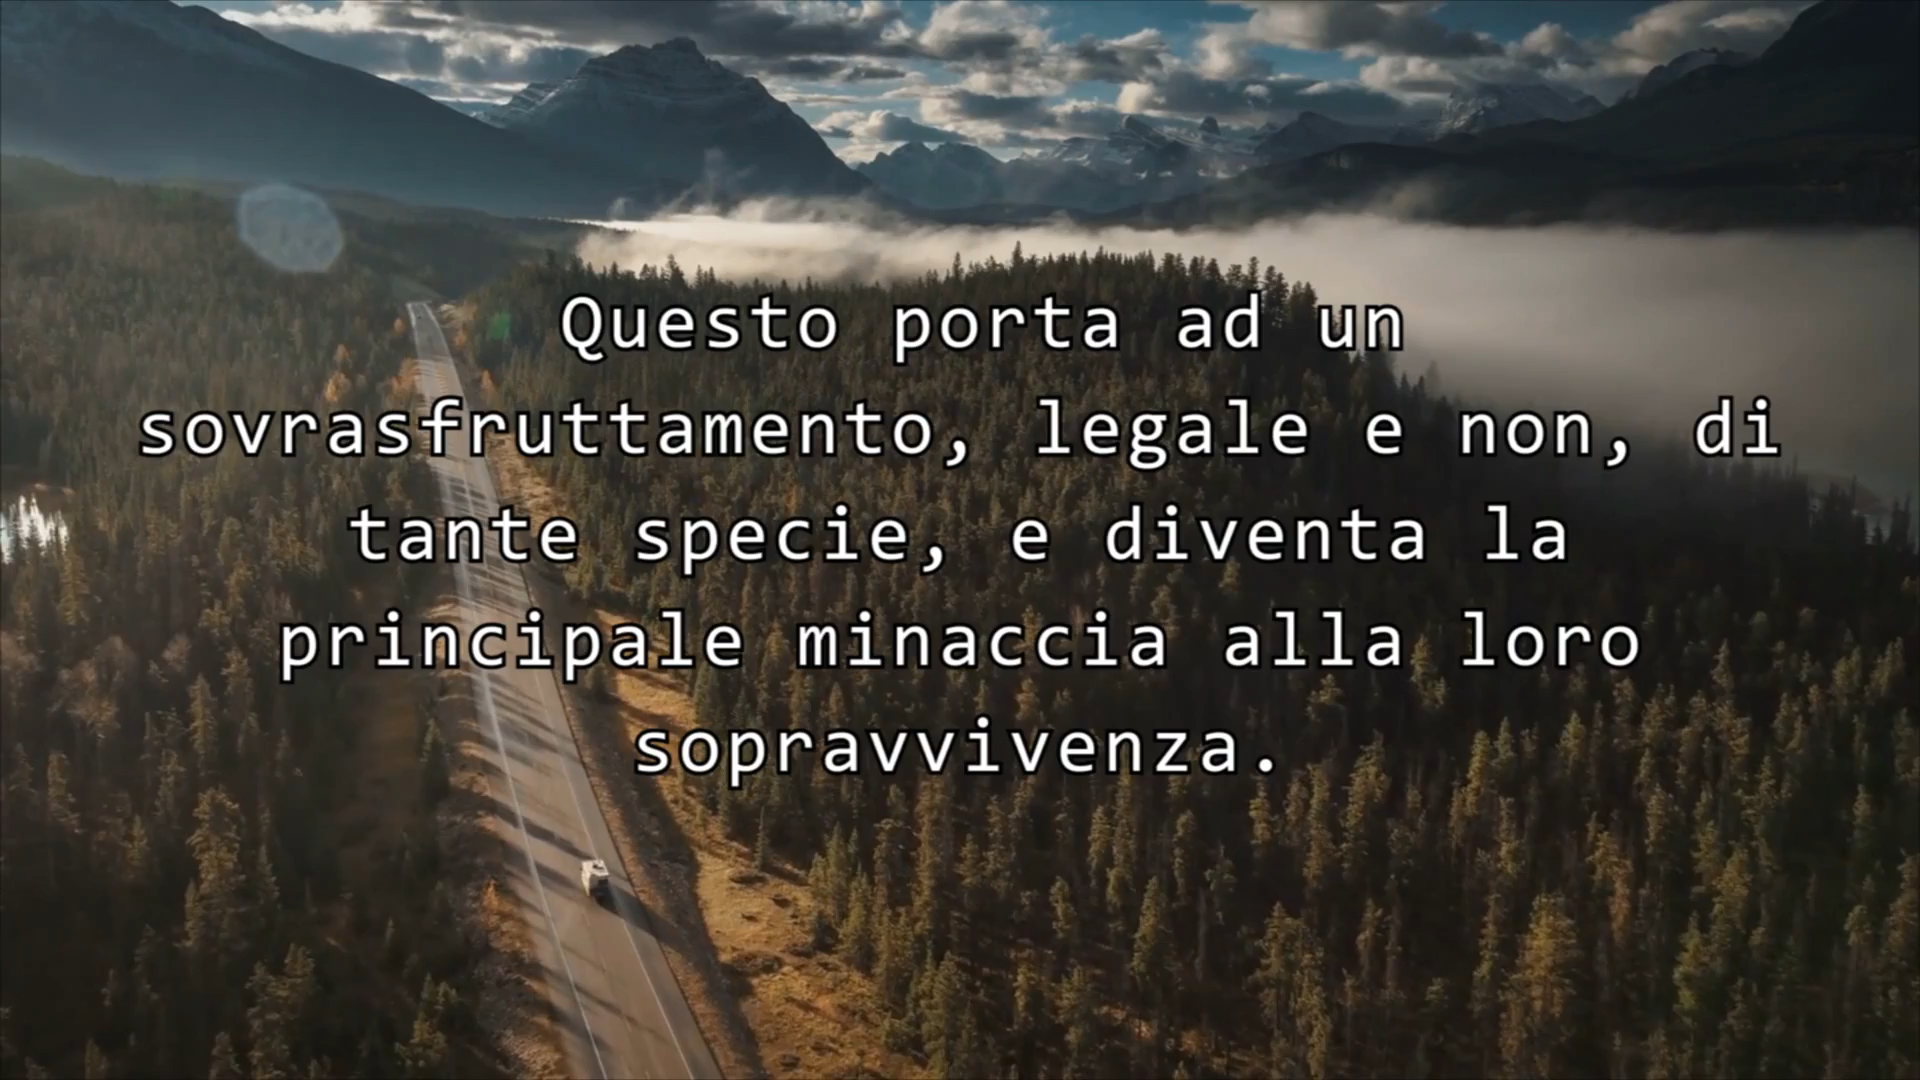 Questo porta ad un
sovrasfruttamento, legale e non, di
tante specie, e diventa la
principale minaccia alla loro
sopravvivenza.